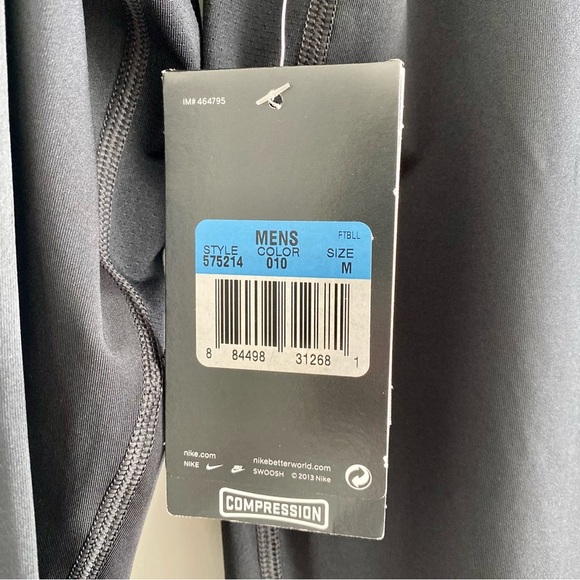 IM# 464795
MENS FTBLL
STYLE COLOR SIZE
575214 010 M
8 84498 31268 1
nike.com nikebetterworld.com
NIKE SWOOSH © 2013 Nike
COMPRESSION